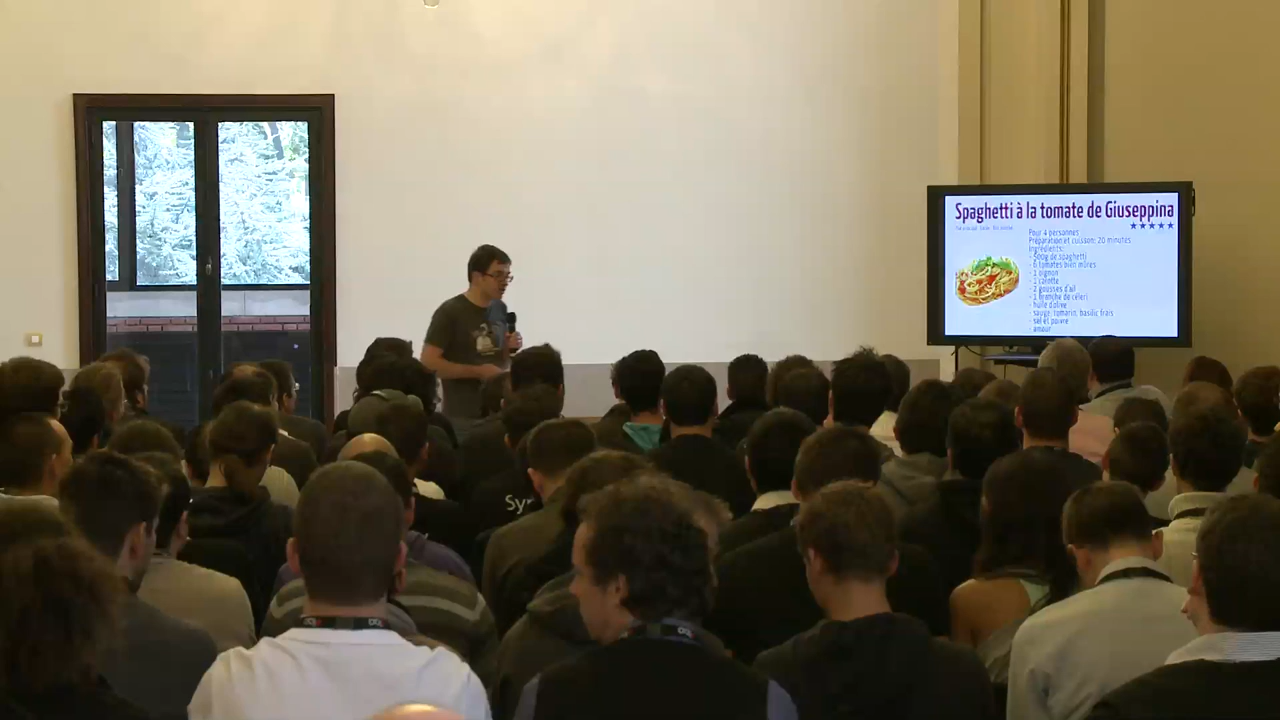 Spaghetti à la tomate de Giuseppina
Pour 4 personnes
Préparation et cuisson: 20 minutes
Ingrédients:
- 500g de spaghetti
- 6 tomates bien mûres
- 1 oignon
- 1 carotte
- 2 gousses d'ail
- 1 branche de céleri
- huile d'olive
- sauge, romarin, basilic frais
- sel et poivre
- amour
Sy